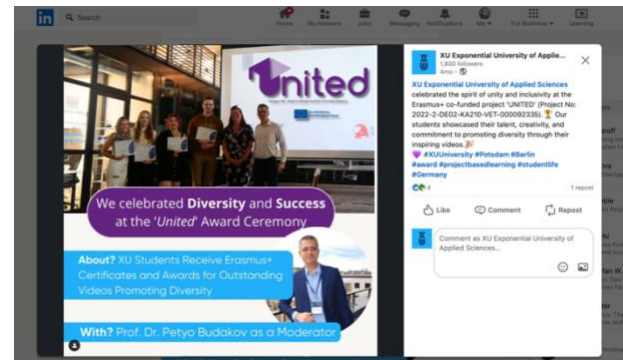 in
Search
Home
My Network
Jobs
Messaging
Notifications
Me
For Business
Learning
United
We celebrated Diversity and Success
at the 'United' Award Ceremony
About? XU Students Receive Erasmus+
Certificates and Awards for Outstanding
Videos Promoting Diversity
With? Prof. Dr. Petyo Budakov as a Moderator
XU Exponential University of Applie...
1,800 followers
4mo
XU Exponential University of Applied Sciences
celebrated the spirit of unity and inclusivity at the
Erasmus+ co-funded project 'UNITED' (Project No:
2022-2-DE02-KA210-VET-000092335). 🏆 Our
students showcased their talent, creativity, and
commitment to promoting diversity through their
inspiring videos. 🎉
💜 #XUUniversity #Potsdam #Berlin
#award #projectbasedlearning #studentlife
#Germany
4
1 repost
Like
Comment
Repost
Comment as XU Exponential University of
Applied Sciences...